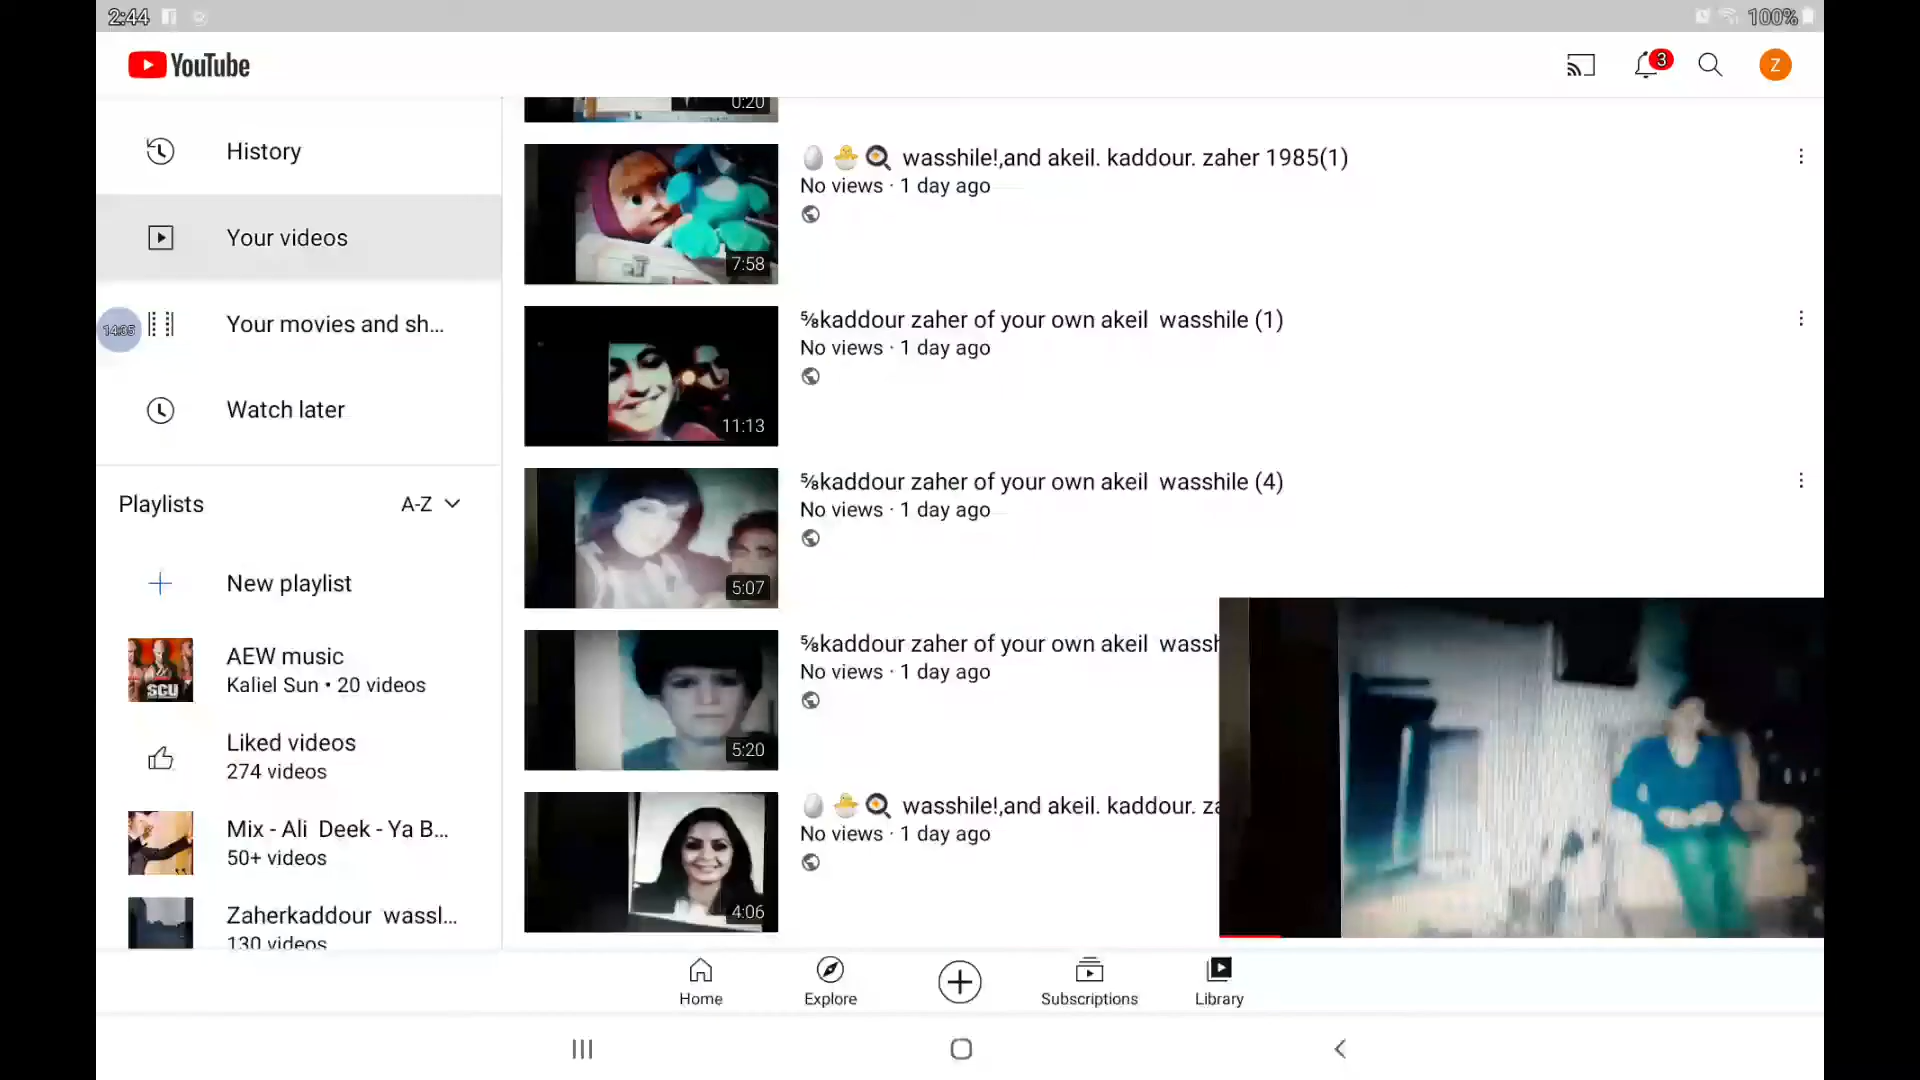 2:44
100%
YouTube
3
Z
History
Your videos
14:35
Your movies and sh...
Watch later
Playlists
A-Z
New playlist
AEW music
Kaliel Sun • 20 videos
SCU
Liked videos
274 videos
Mix - Ali Deek - Ya B...
50+ videos
Zaherkaddour wassl...
130 videos
0:20
🥚🐣🍳 wasshile!,and akeil. kaddour. zaher 1985(1)
No views · 1 day ago
7:58
⅝kaddour zaher of your own akeil wasshile (1)
No views · 1 day ago
11:13
⅝kaddour zaher of your own akeil wasshile (4)
No views · 1 day ago
5:07
⅝kaddour zaher of your own akeil wassh
No views · 1 day ago
5:20
🥚🐣🍳 wasshile!,and akeil. kaddour. za
No views · 1 day ago
4:06
Home
Explore
Subscriptions
Library